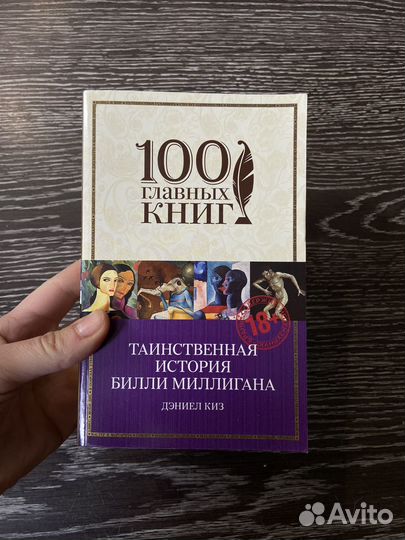 100
ГЛАВНЫХ
КНИГ
18+
ТАИНСТВЕННАЯ
ИСТОРИЯ
БИЛЛИ МИЛЛИГАНА
ДЭНИЕЛ КИЗ
Avito